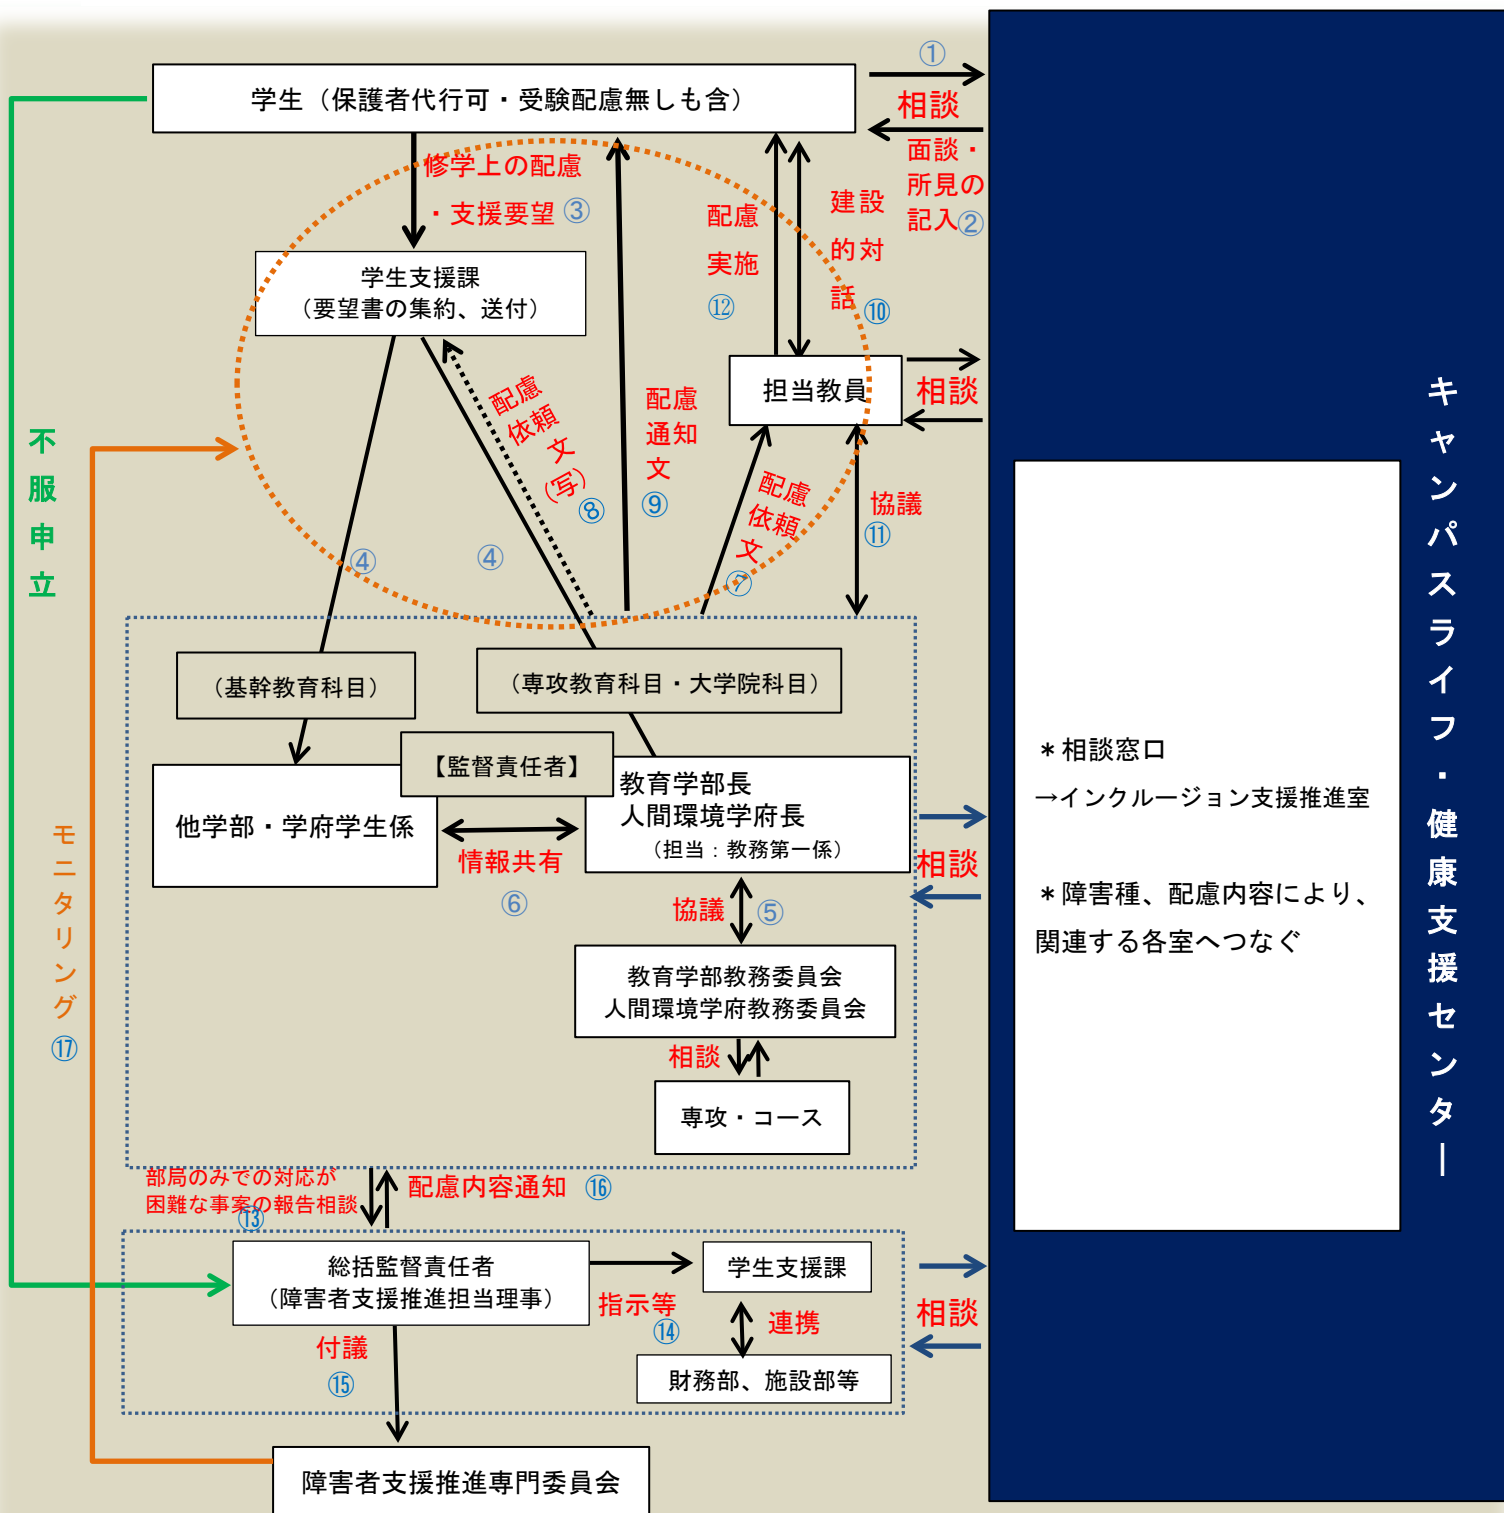 ①
学生（保護者代行可・受験配慮無しも含）
相談
面談・
所見の
記入②
修学上の配慮
・支援要望③
配慮
実施
⑫
建設
的対
話⑩
学生支援課
（要望書の集約、送付）
担当教員
相談
配慮
依頼
文
（写）
⑧
配慮
通知
文
⑨
配慮
依頼
文
⑦
協議
⑪
④
④
不服申立
（基幹教育科目）
（専攻教育科目・大学院科目）
【監督責任者】
他学部・学府学生係
教育学部長
人間環境学府長
（担当：教務第一係）
情報共有
⑥
相談
協議
⑤
教育学部教務委員会
人間環境学府教務委員会
相談
専攻・コース
モニタリング
⑰
部局のみでの対応が
困難な事案の報告相談
⑬
配慮内容通知 ⑯
総括監督責任者
（障害者支援推進担当理事）
指示等
⑭
学生支援課
連携
財務部、施設部等
相談
付議
⑮
障害者支援推進専門委員会
＊相談窓口
→インクルージョン支援推進室
＊障害種、配慮内容により、
関連する各室へつなぐ
キャンパスライフ・健康支援センター